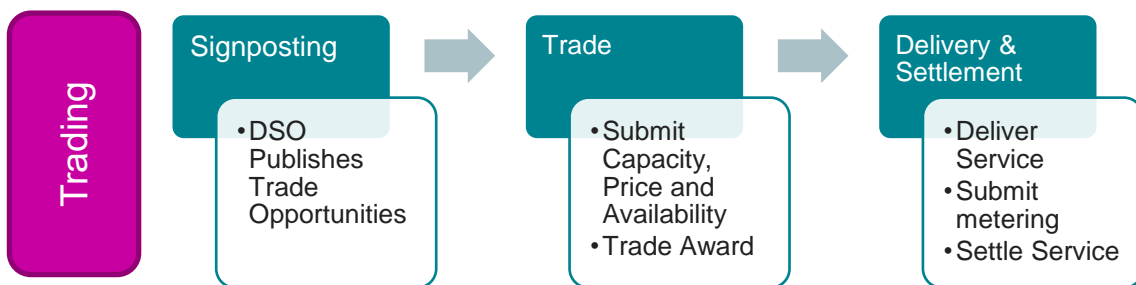 Trading
Signposting
•DSO
Publishes
Trade
Opportunities
Trade
•Submit
Capacity,
Price and
Availability
•Trade Award
Delivery &
Settlement
•Deliver
Service
•Submit
metering
•Settle Service